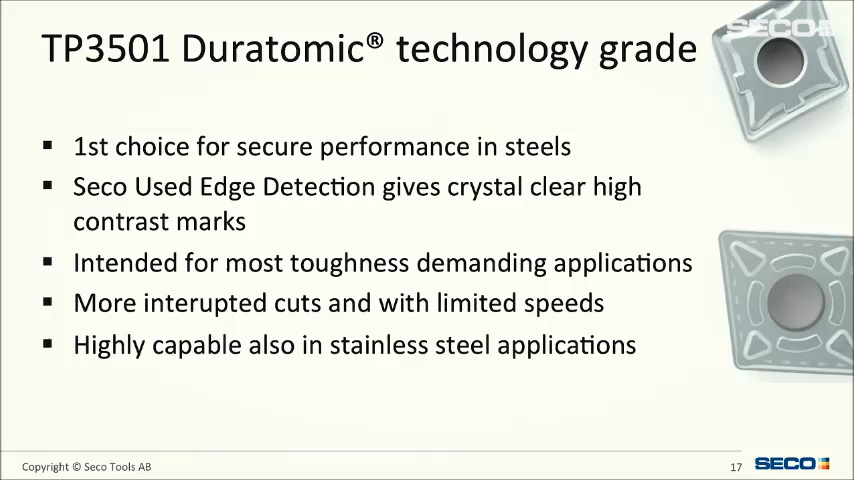 SECO
TP3501 Duratomic® technology grade
▪ 1st choice for secure performance in steels
▪ Seco Used Edge Detection gives crystal clear high
contrast marks
▪ Intended for most toughness demanding applications
▪ More interupted cuts and with limited speeds
▪ Highly capable also in stainless steel applications
Copyright © Seco Tools AB
17
SECO